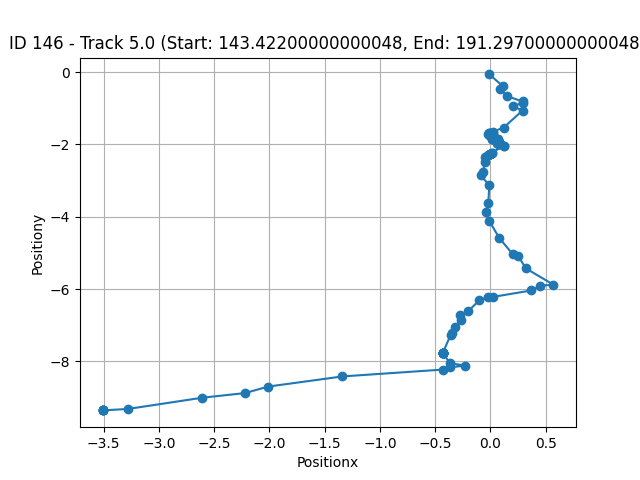 ID 146 - Track 5.0 (Start: 143.42200000000048, End: 191.29700000000048
0
−2
−4
−6
−8
Positiony
−3.5 −3.0 −2.5 −2.0 −1.5 −1.0 −0.5 0.0 0.5
Positionx